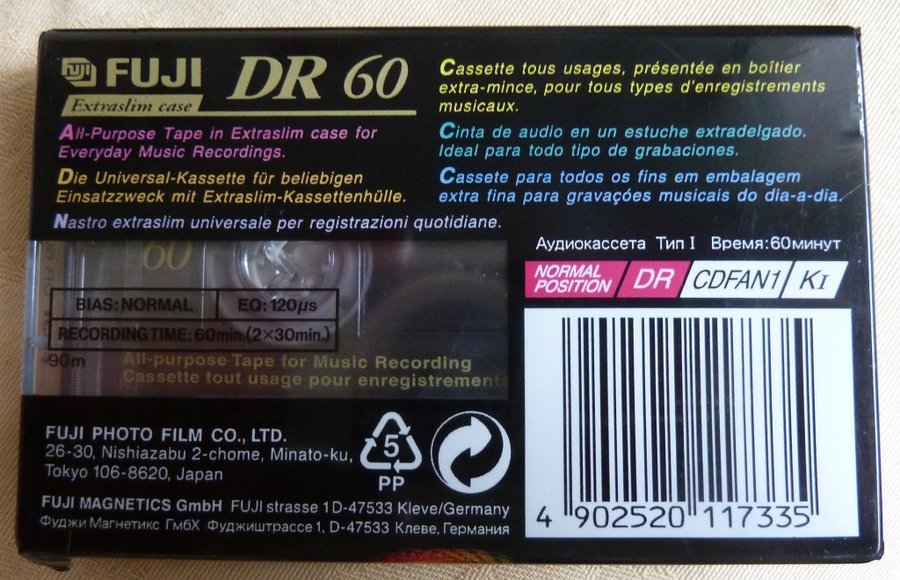 FUJI DR 60
Extraslim case
All-Purpose Tape in Extraslim case for
Everyday Music Recordings.
Die Universal-Kassette für beliebigen
Einsatzzweck mit Extraslim-Kassettenhülle.
Nastro extraslim universale per registrazioni quotidiane.
Cassette tous usages, présentée en boîtier
extra-mince, pour tous types d'enregistrements
musicaux.
Cinta de audio en un estuche extradelgado.
Ideal para todo tipo de grabaciones.
Cassete para todos os fins em embalagem
extra fina para gravações musicais do dia-a-dia.
60
BIAS: NORMAL EQ: 120µs
RECORDING TIME: 60min.(2×30min.)
90m
All-purpose Tape for Music Recording
Cassette tout usage pour enregistrement
Аудиокассета Тип I Время:60минут
NORMAL POSITION DR CDFAN1 KI
4 902520 117335
FUJI PHOTO FILM CO., LTD.
26-30, Nishiazabu 2-chome, Minato-ku,
Tokyo 106-8620, Japan
5
PP
FUJI MAGNETICS GmbH FUJI strasse 1 D-47533 Kleve/Germany
Фуджи Магнетикс ГмбХ Фуджиштрассе 1, D-47533 Клеве, Германия